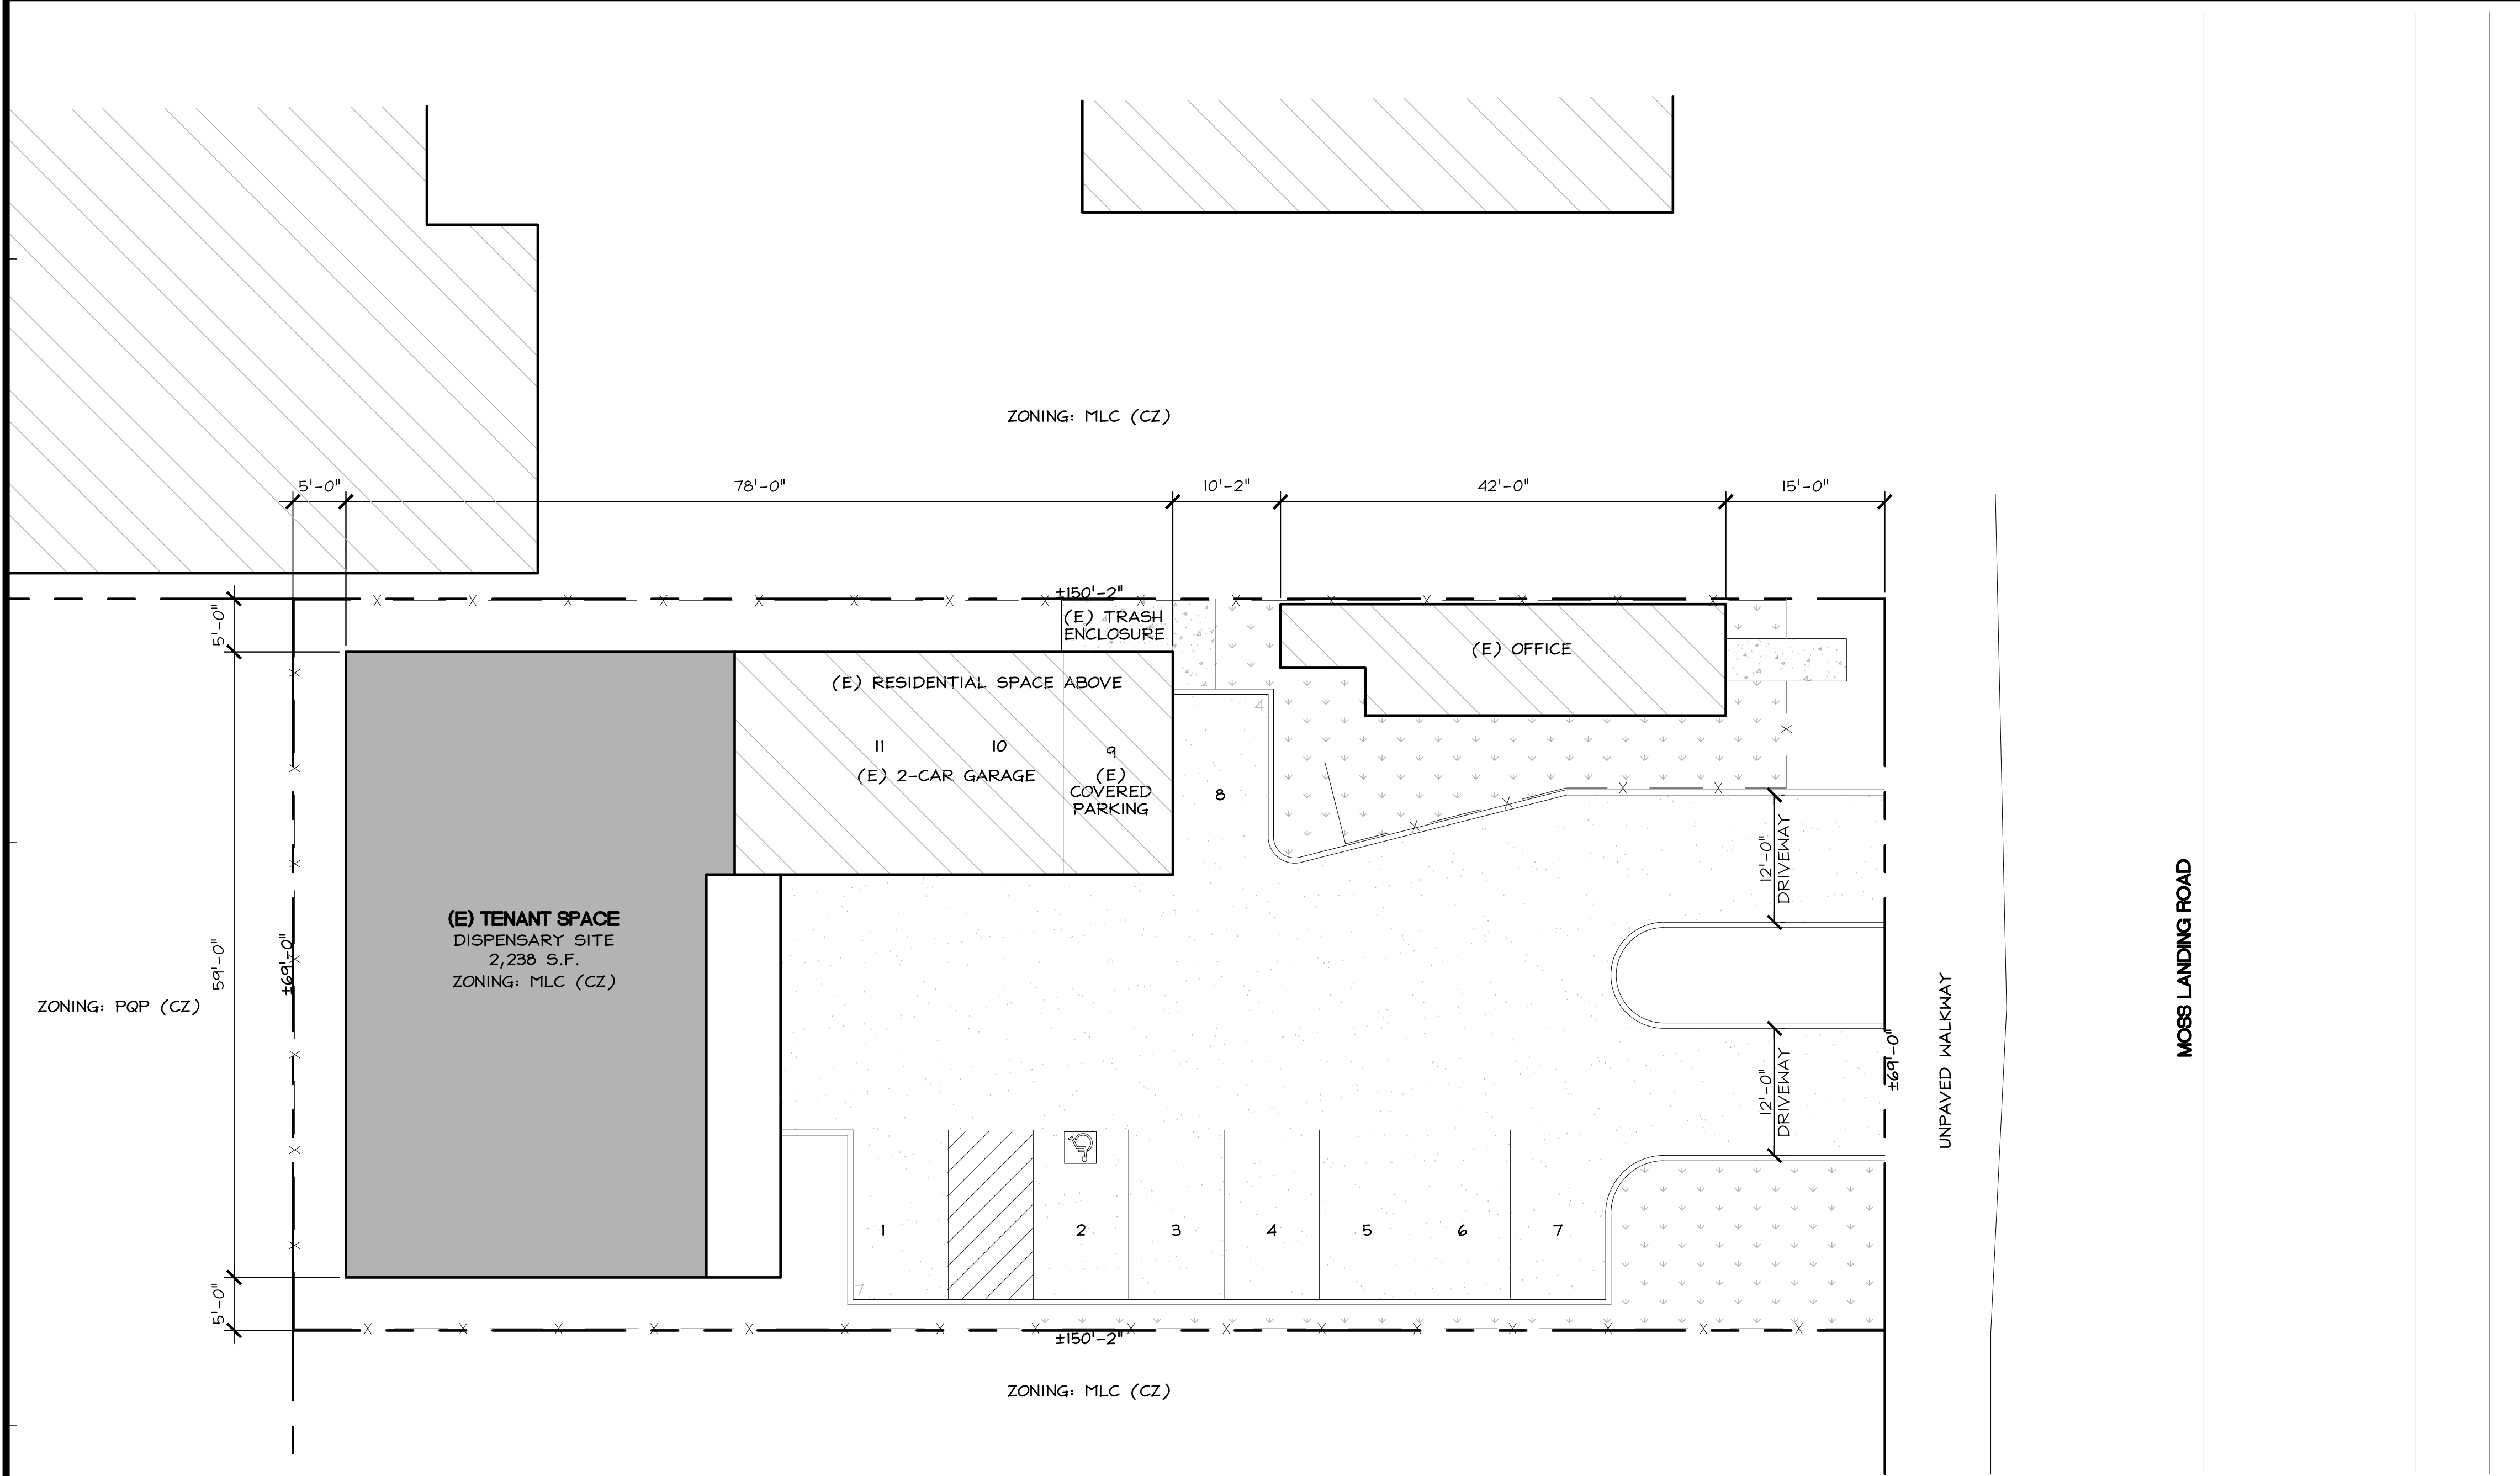 ZONING: MLC (CZ)
5'-0"
78'-0"
10'-2"
42'-0"
15'-0"
±150'-2"
5'-0"
(E) TRASH
ENCLOSURE
(E) OFFICE
(E) RESIDENTIAL SPACE ABOVE
4
11
10
9
(E) 2-CAR GARAGE
(E)
COVERED
PARKING
8
12'-0"
DRIVEWAY
(E) TENANT SPACE
DISPENSARY SITE
2,238 S.F.
ZONING: MLC (CZ)
59'-0"
±69'-0"
ZONING: PQP (CZ)
MOSS LANDING ROAD
UNPAVED WALKWAY
±69'-0"
12'-0"
DRIVEWAY
1
2
3
4
5
6
7
7
5'-0"
±150'-2"
ZONING: MLC (CZ)